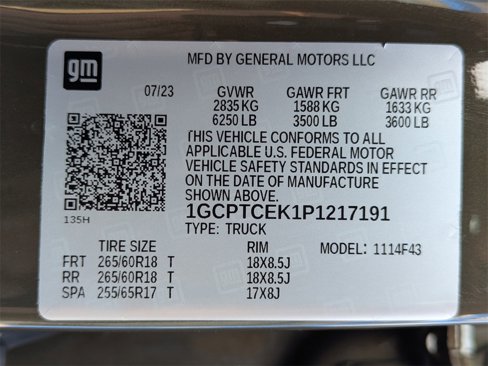 gm
MFD BY GENERAL MOTORS LLC
07/23 GVWR GAWR FRT GAWR RR
2835 KG 1588 KG 1633 KG
6250 LB 3500 LB 3600 LB
THIS VEHICLE CONFORMS TO ALL
APPLICABLE U.S. FEDERAL MOTOR
VEHICLE SAFETY STANDARDS IN EFFECT
ON THE DATE OF MANUFACTURE
SHOWN ABOVE.
135H 1GCPTCEK1P1217191
TYPE: TRUCK
TIRE SIZE RIM MODEL: 1114F43
FRT 265/60R18 T 18X8.5J
RR 265/60R18 T 18X8.5J
SPA 255/65R17 T 17X8J